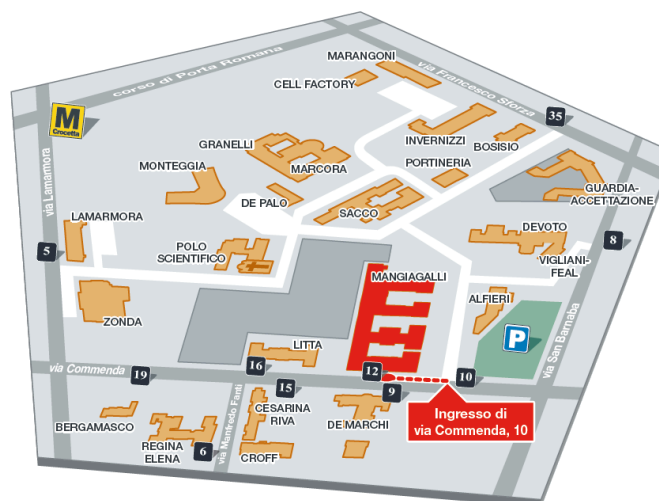 MARANGONI
CELL FACTORY
corso di Porta Romana
via Francesco Sforza
M
Crocetta
35
INVERNIZZI
BOSISIO
GRANELLI
MARCORA
PORTINERIA
MONTEGGIA
GUARDIA-
ACCETTAZIONE
via Lamarmora
DE PALO
SACCO
LAMARMORA
DEVOTO
8
5
POLO
SCIENTIFICO
VIGLIANI-
FEAL
MANGIAGALLI
ALFIERI
ZONDA
P
via San Barnaba
LITTA
via Commenda
19
16
15
12
9
10
CESARINA
RIVA
DE MARCHI
Ingresso di
via Commenda, 10
BERGAMASCO
REGINA
ELENA
6
via Manfredo Fanti
CROFF